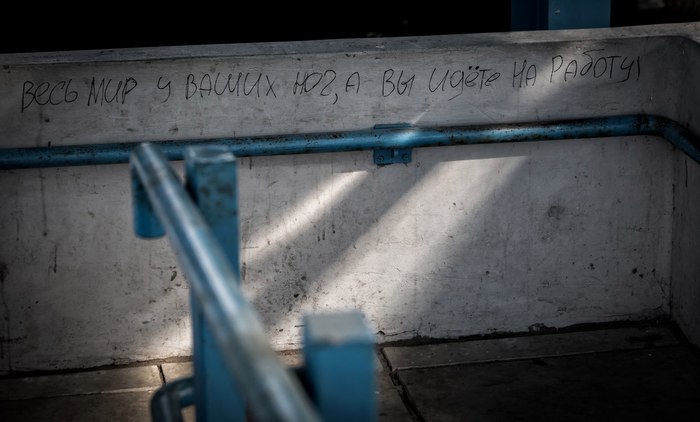 весь мир у ваших ног, а вы идёте на работу!